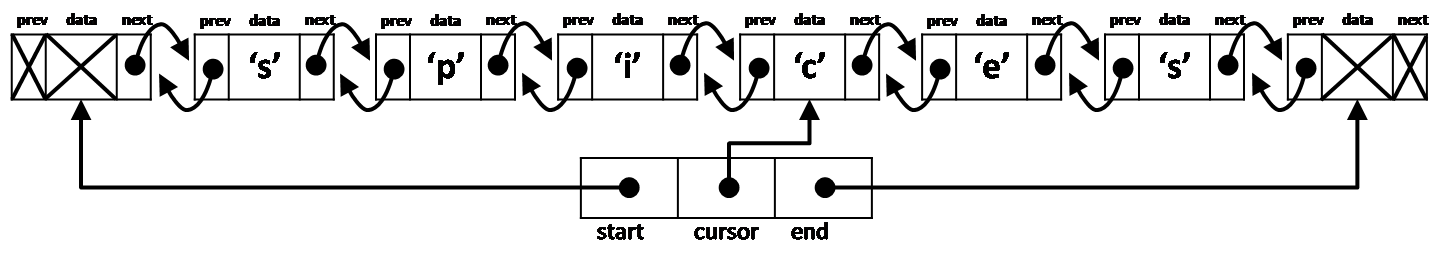 prev data next prev data next prev data next prev data next prev data next prev data next prev data next prev data next
‘s’ ‘p’ ‘i’ ‘c’ ‘e’ ‘s’
start cursor end